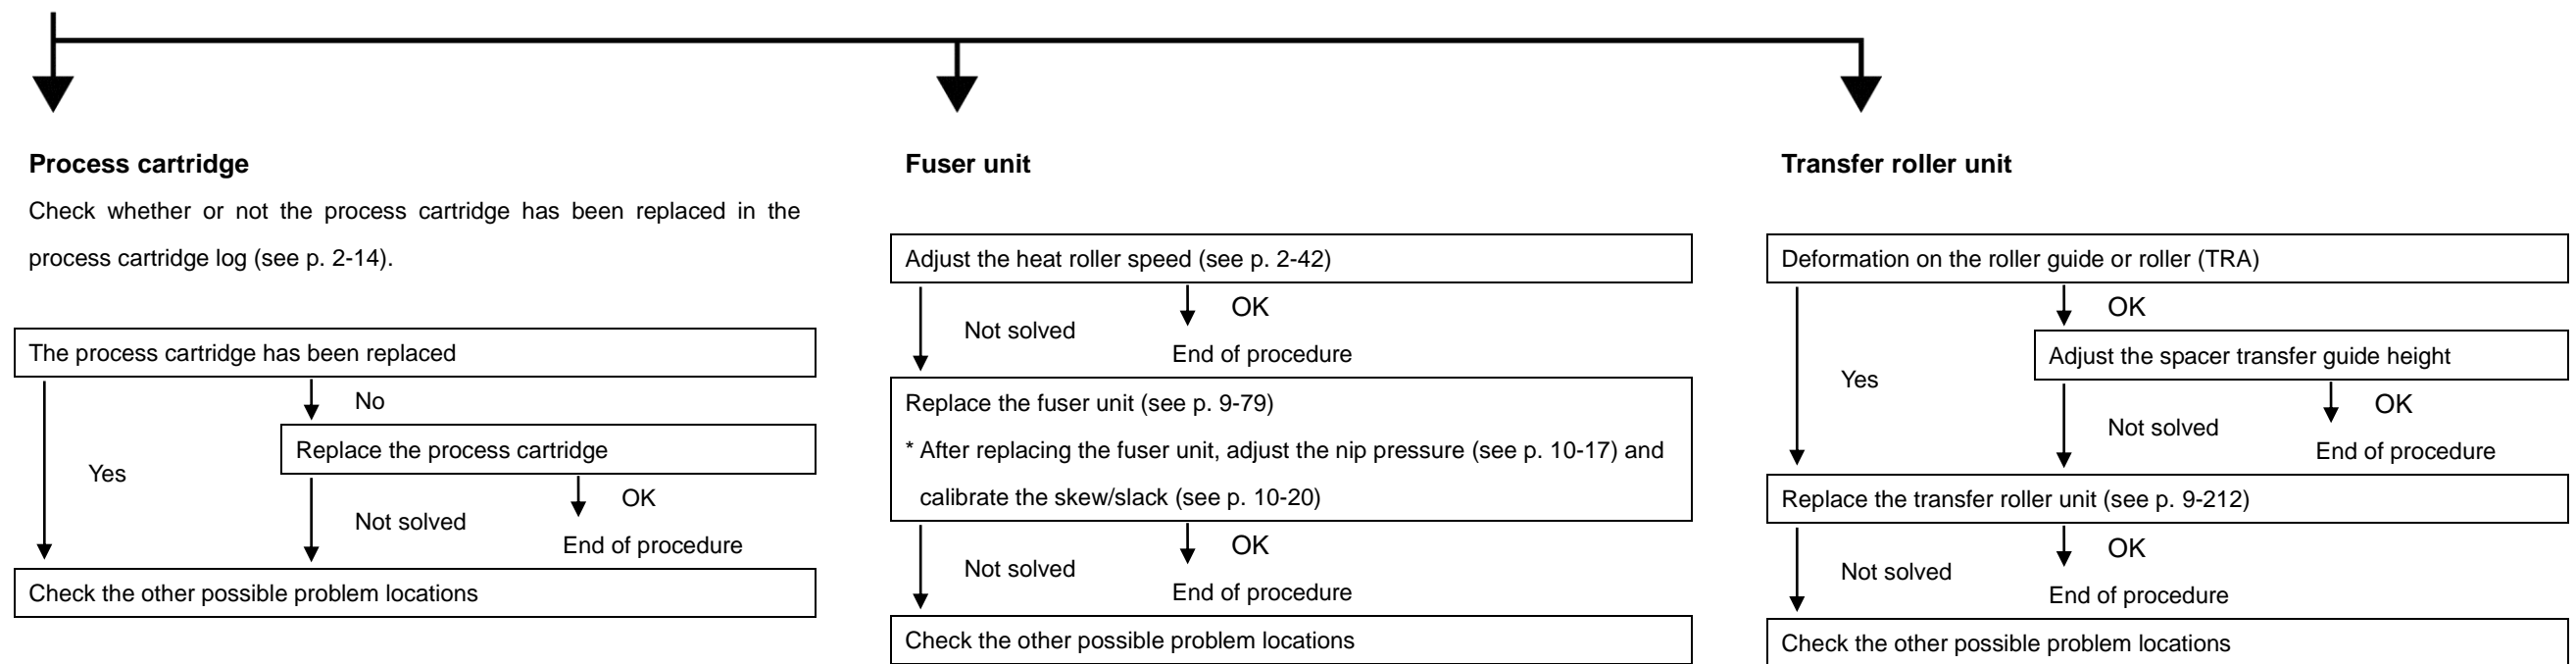 Process cartridge
Check whether or not the process cartridge has been replaced in the
process cartridge log (see p. 2-14).
The process cartridge has been replaced
No
Yes
Replace the process cartridge
OK
Not solved
End of procedure
Check the other possible problem locations
Fuser unit
Adjust the heat roller speed (see p. 2-42)
OK
Not solved
End of procedure
Replace the fuser unit (see p. 9-79)
* After replacing the fuser unit, adjust the nip pressure (see p. 10-17) and
calibrate the skew/slack (see p. 10-20)
OK
Not solved
End of procedure
Check the other possible problem locations
Transfer roller unit
Deformation on the roller guide or roller (TRA)
OK
Yes
Adjust the spacer transfer guide height
OK
Not solved
End of procedure
Replace the transfer roller unit (see p. 9-212)
OK
Not solved
End of procedure
Check the other possible problem locations